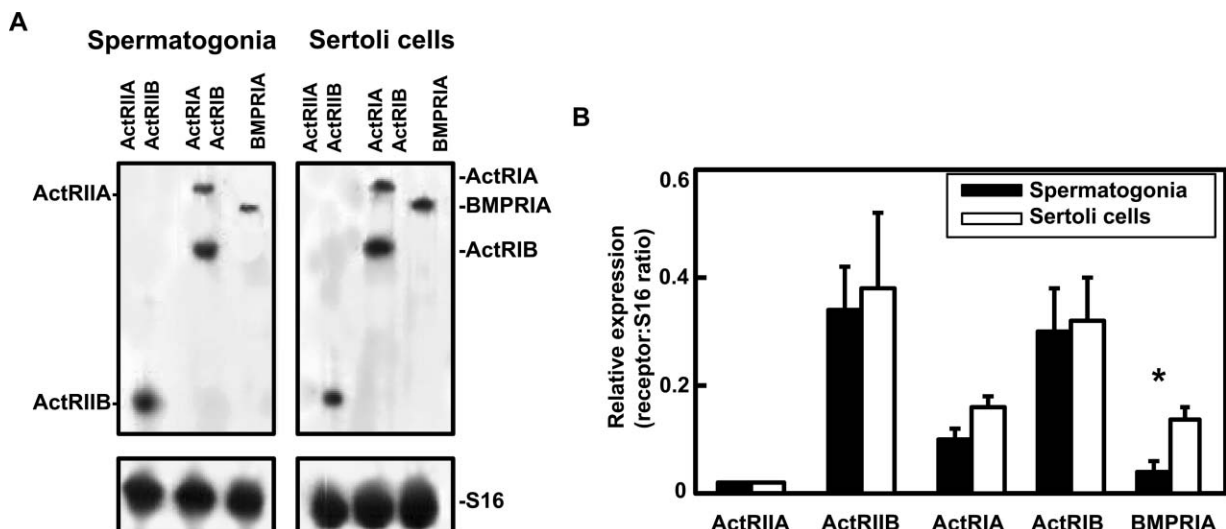 A
Spermatogonia
Sertoli cells
ActRIIA
ActRIIB
ActRIA
ActRIB
BMPRIA
ActRIIA
ActRIIB
ActRIA
ActRIB
BMPRIA
ActRIIA-
ActRIIB-
-ActRIA
-BMPRIA
-ActRIB
-S16
B
Relative expression
(receptor:S16 ratio)
0.6
0.4
0.2
0
Spermatogonia
Sertoli cells
*
ActRIIA ActRIIB ActRIA ActRIB BMPRIA